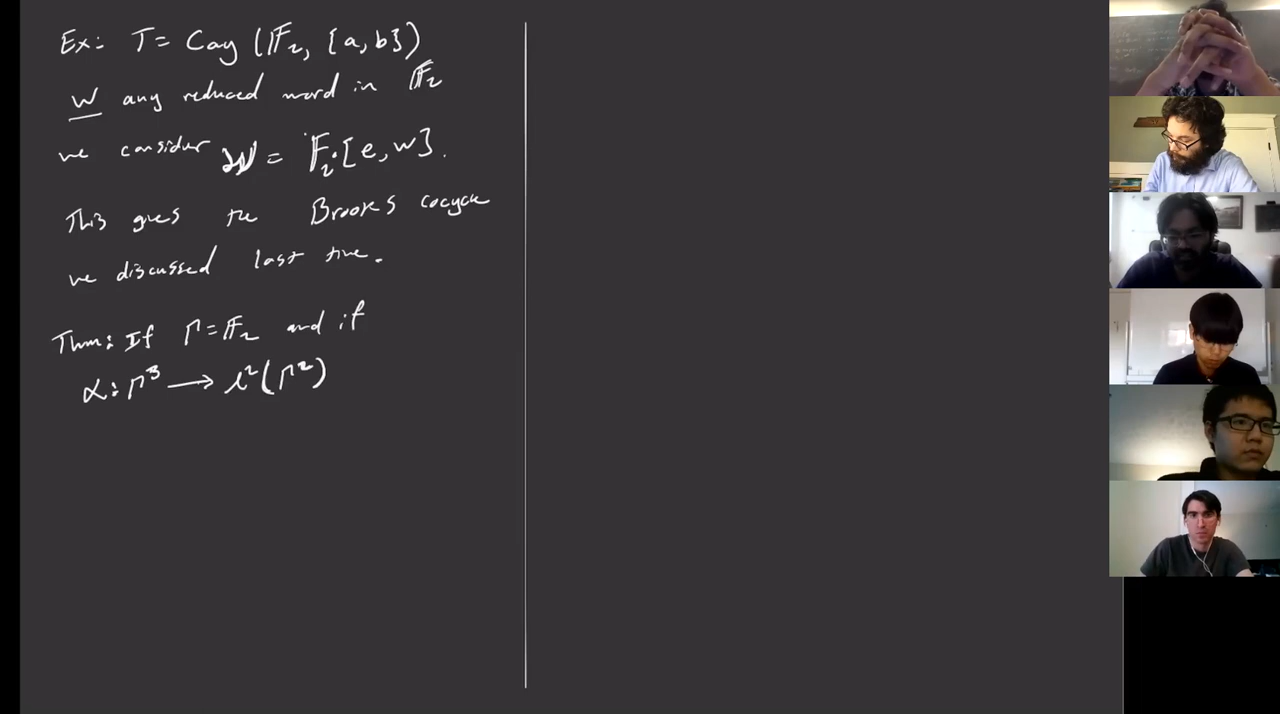 Ex: T = Cay (𝔽₂, {a, b})
w any reduced word in 𝔽₂
we consider 𝒲 = 𝔽₂·[e, w].
This gives the Brooks cocycle
we discussed last time.
Thm: If Γ = 𝔽₂ and if
α: Γ³ → ℓ²(Γ²)